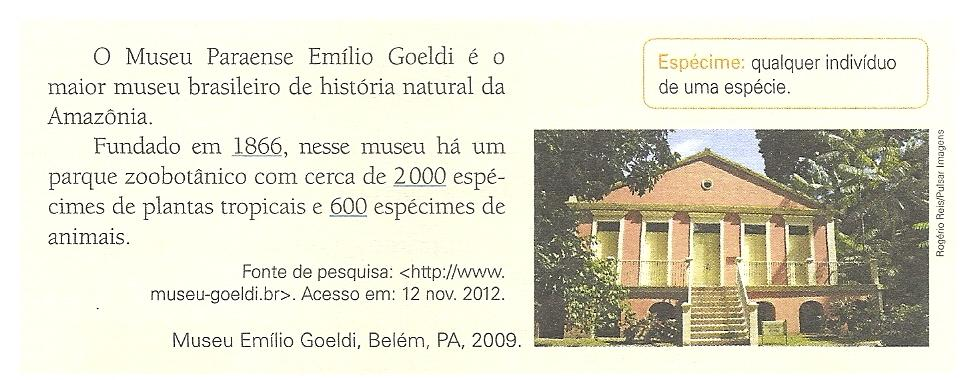 O Museu Paraense Emílio Goeldi é o
maior museu brasileiro de história natural da
Amazônia.
Fundado em 1866, nesse museu há um
parque zoobotânico com cerca de 2 000 espé-
cimes de plantas tropicais e 600 espécimes de
animais.
Fonte de pesquisa: <http://www.
museu-goeldi.br>. Acesso em: 12 nov. 2012.
Museu Emílio Goeldi, Belém, PA, 2009.
Espécime: qualquer indivíduo
de uma espécie.
Rogério Reis/Pulsar Imagens